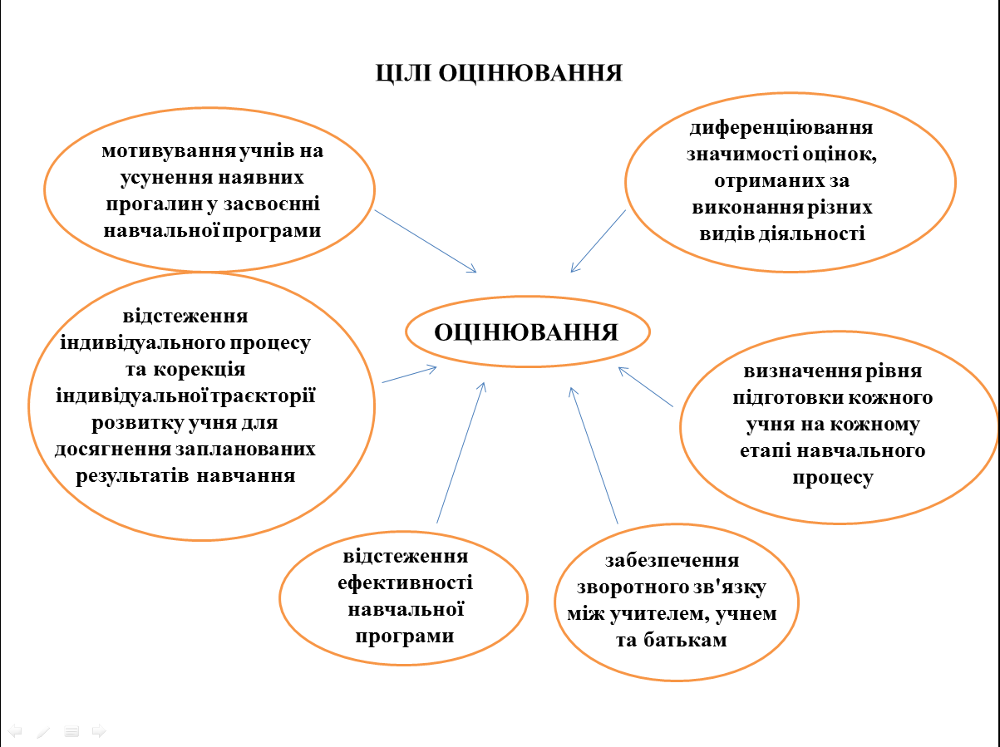 ЦІЛІ ОЦІНЮВАННЯ
мотивування учнів на
усунення наявних
прогалин у засвоєнні
навчальної програми
диференціювання
значимості оцінок,
отриманих за
виконання різних
видів діяльності
відстеження
індивідуального процесу
та корекція
індивідуальної траєкторії
розвитку учня для
досягнення запланованих
результатів навчання
ОЦІНЮВАННЯ
визначення рівня
підготовки кожного
учня на кожному
етапі навчального
процесу
відстеження
ефективності
навчальної
програми
забезпечення
зворотного зв'язку
між учителем, учнем
та батькам